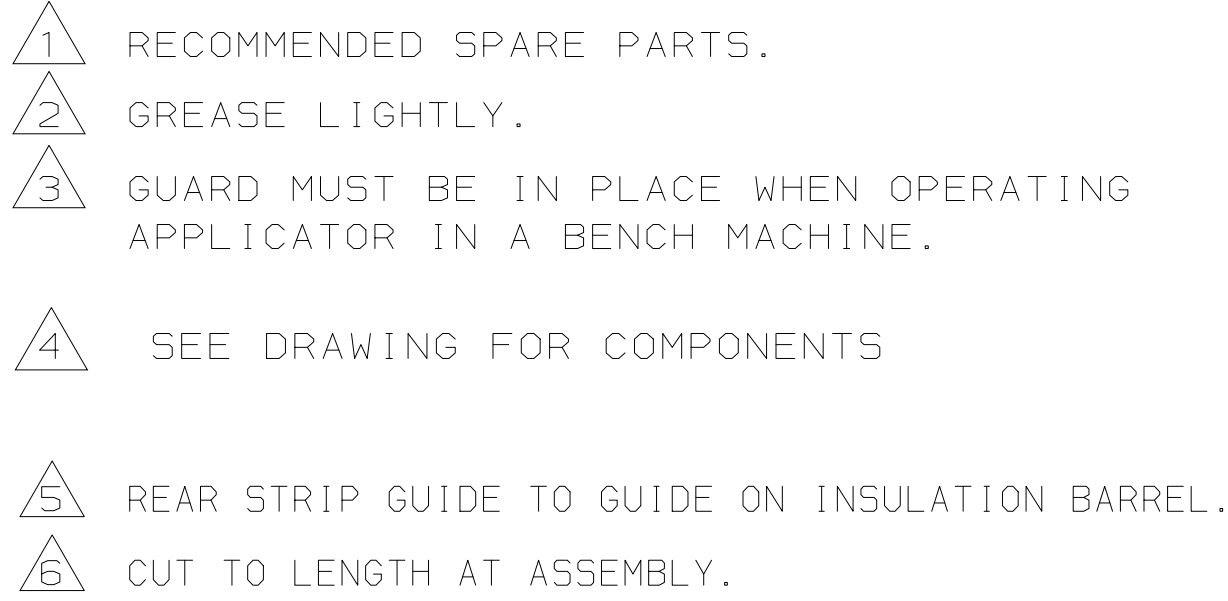 1 RECOMMENDED SPARE PARTS.
2 GREASE LIGHTLY.
3 GUARD MUST BE IN PLACE WHEN OPERATING
APPLICATOR IN A BENCH MACHINE.
4 SEE DRAWING FOR COMPONENTS
5 REAR STRIP GUIDE TO GUIDE ON INSULATION BARREL.
6 CUT TO LENGTH AT ASSEMBLY.